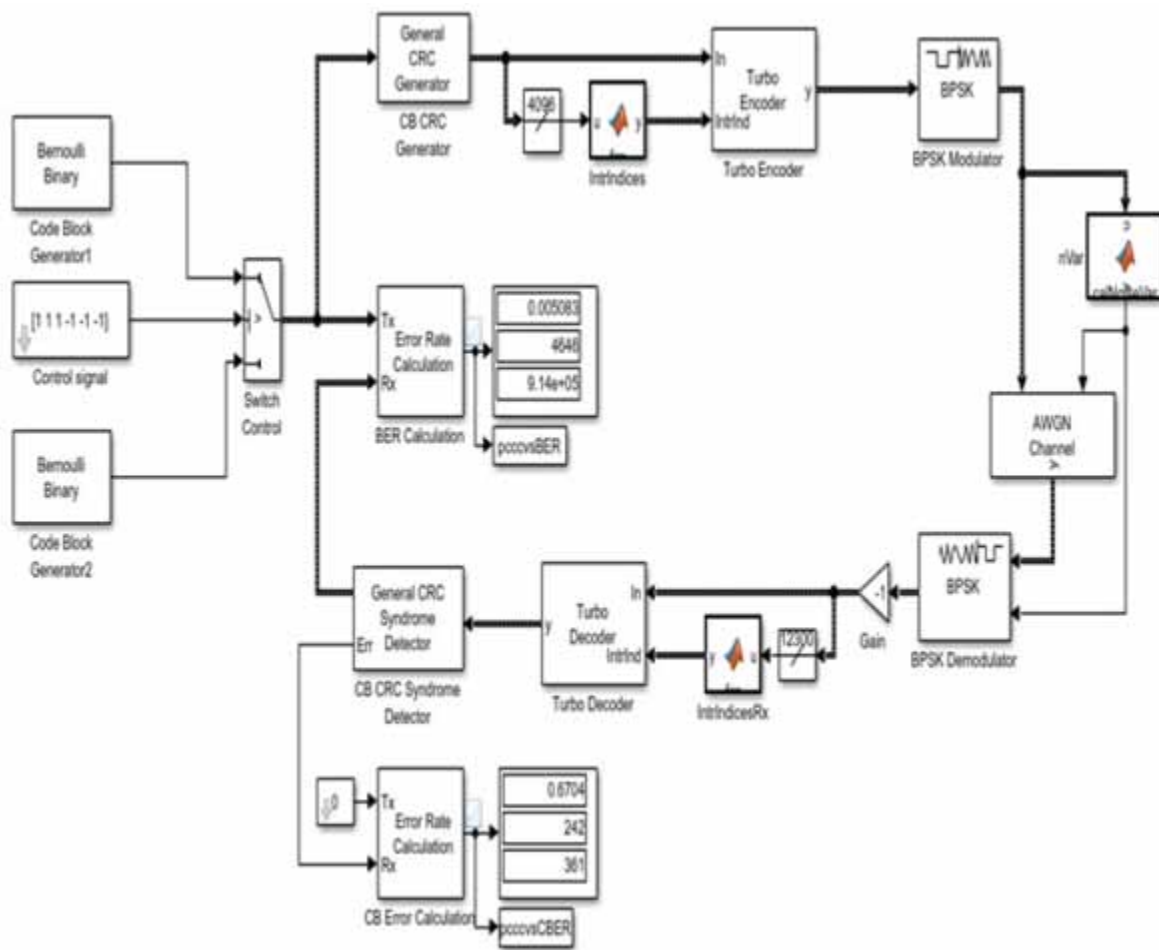 General
CRC
Generator
CB CRC
Generator
4096
u
y
IntrIndices
In
IntrInd
Turbo
Encoder
y
Turbo Encoder
BPSK
BPSK Modulator
Bernoulli
Binary
Code Block
Generator1
[1 1 1 -1 -1 -1]
Control signal
Bernoulli
Binary
Code Block
Generator2
>
Switch
Control
Tx
Rx
Error Rate
Calculation
BER Calculation
0.005083
4646
9.14e+05
pcccvsBER
nVar
AWGN
Channel
BPSK
BPSK Demodulator
-1
Gain
12300
u
y
IntrIndicesRx
In
IntrInd
Turbo
Decoder
y
Turbo Decoder
General CRC
Syndrome
Detector
Err
CB CRC Syndrome
Detector
0
Tx
Rx
Error Rate
Calculation
CB Error Calculation
0.6704
242
361
pcccvsCBER